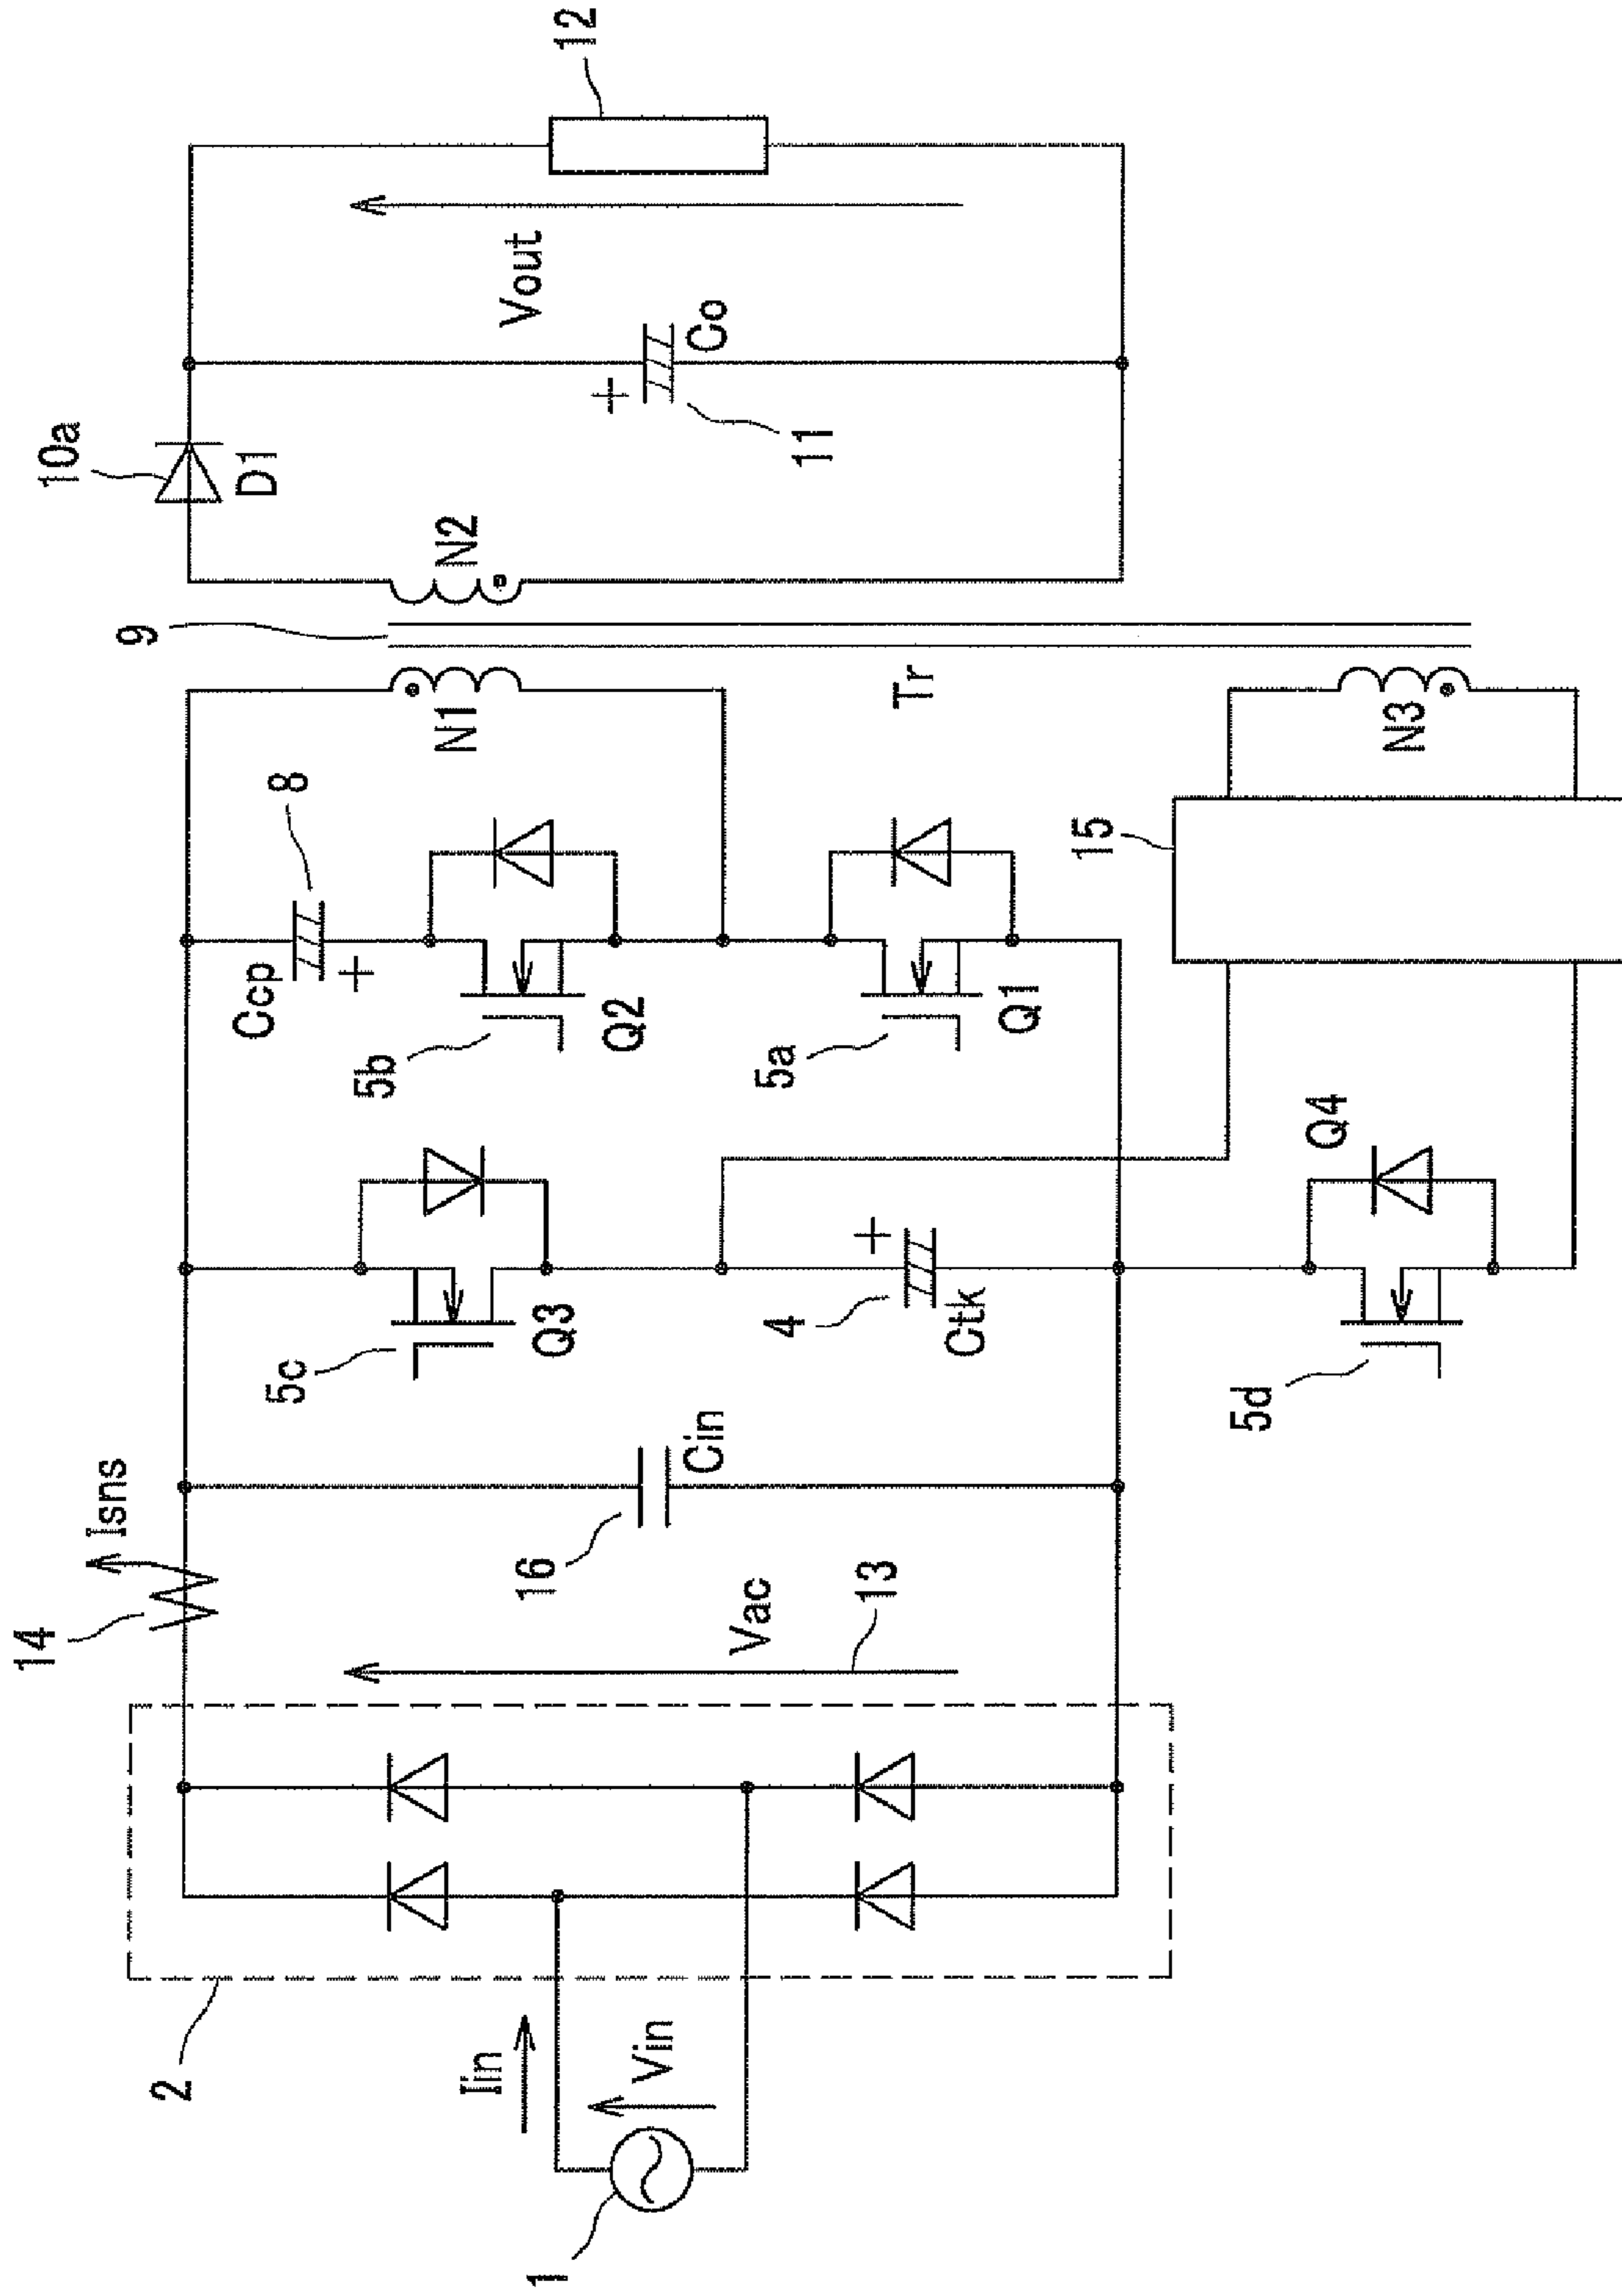 1
Iin
Vin
2
14
Isns
Vac
13
16
Cin
5c
Q3
4
Ctk
+
5d
Q4
Ccp
+
8
5b
Q2
5a
Q1
15
N1
Tr
N3
9
N2
10a
D1
+
Co
11
Vout
12